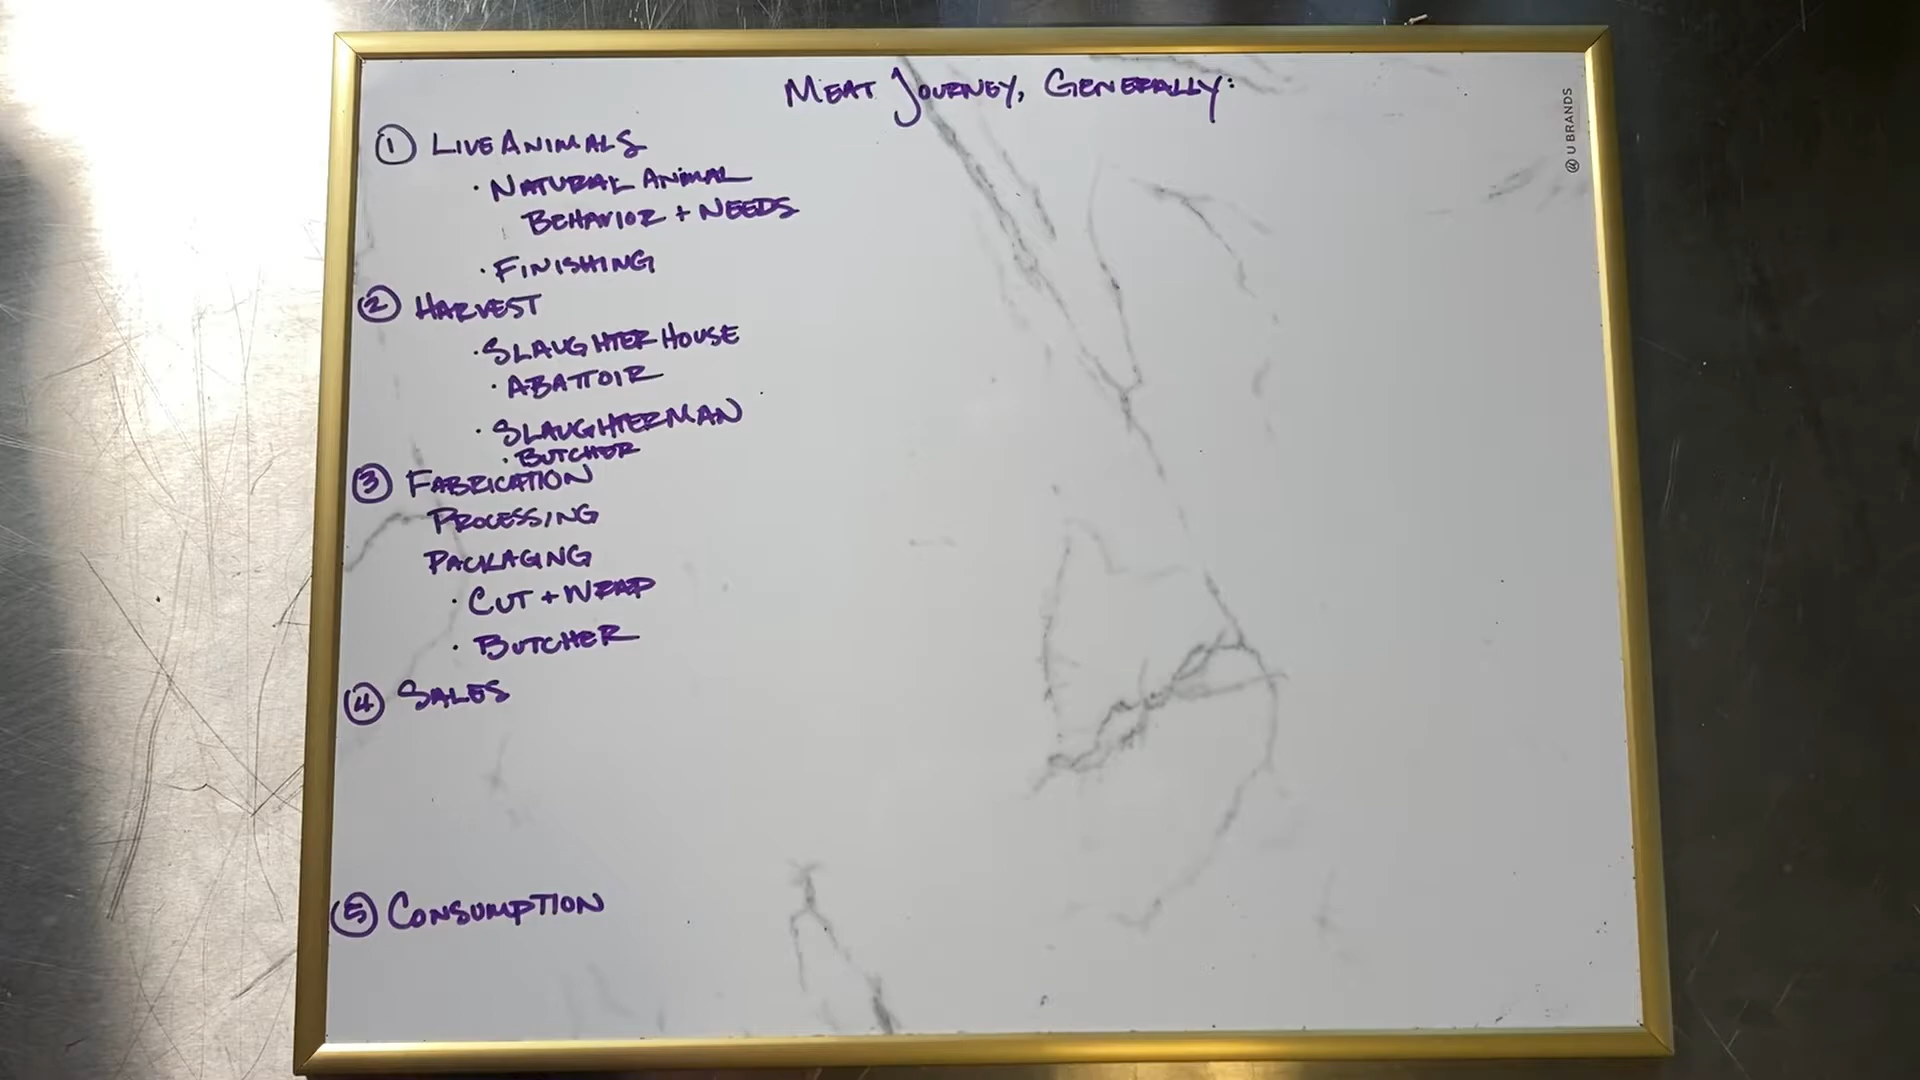 MEAT JOURNEY, GENERALLY:
① LIVE ANIMALS
· NATURAL ANIMAL
BEHAVIOR + NEEDS
· FINISHING
② HARVEST
· SLAUGHTER HOUSE
· ABATTOIR
· SLAUGHTERMAN
· BUTCHER
③ FABRICATION
PROCESSING
PACKAGING
· CUT + WRAP
· BUTCHER
④ SALES
⑤ CONSUMPTION
U BRANDS